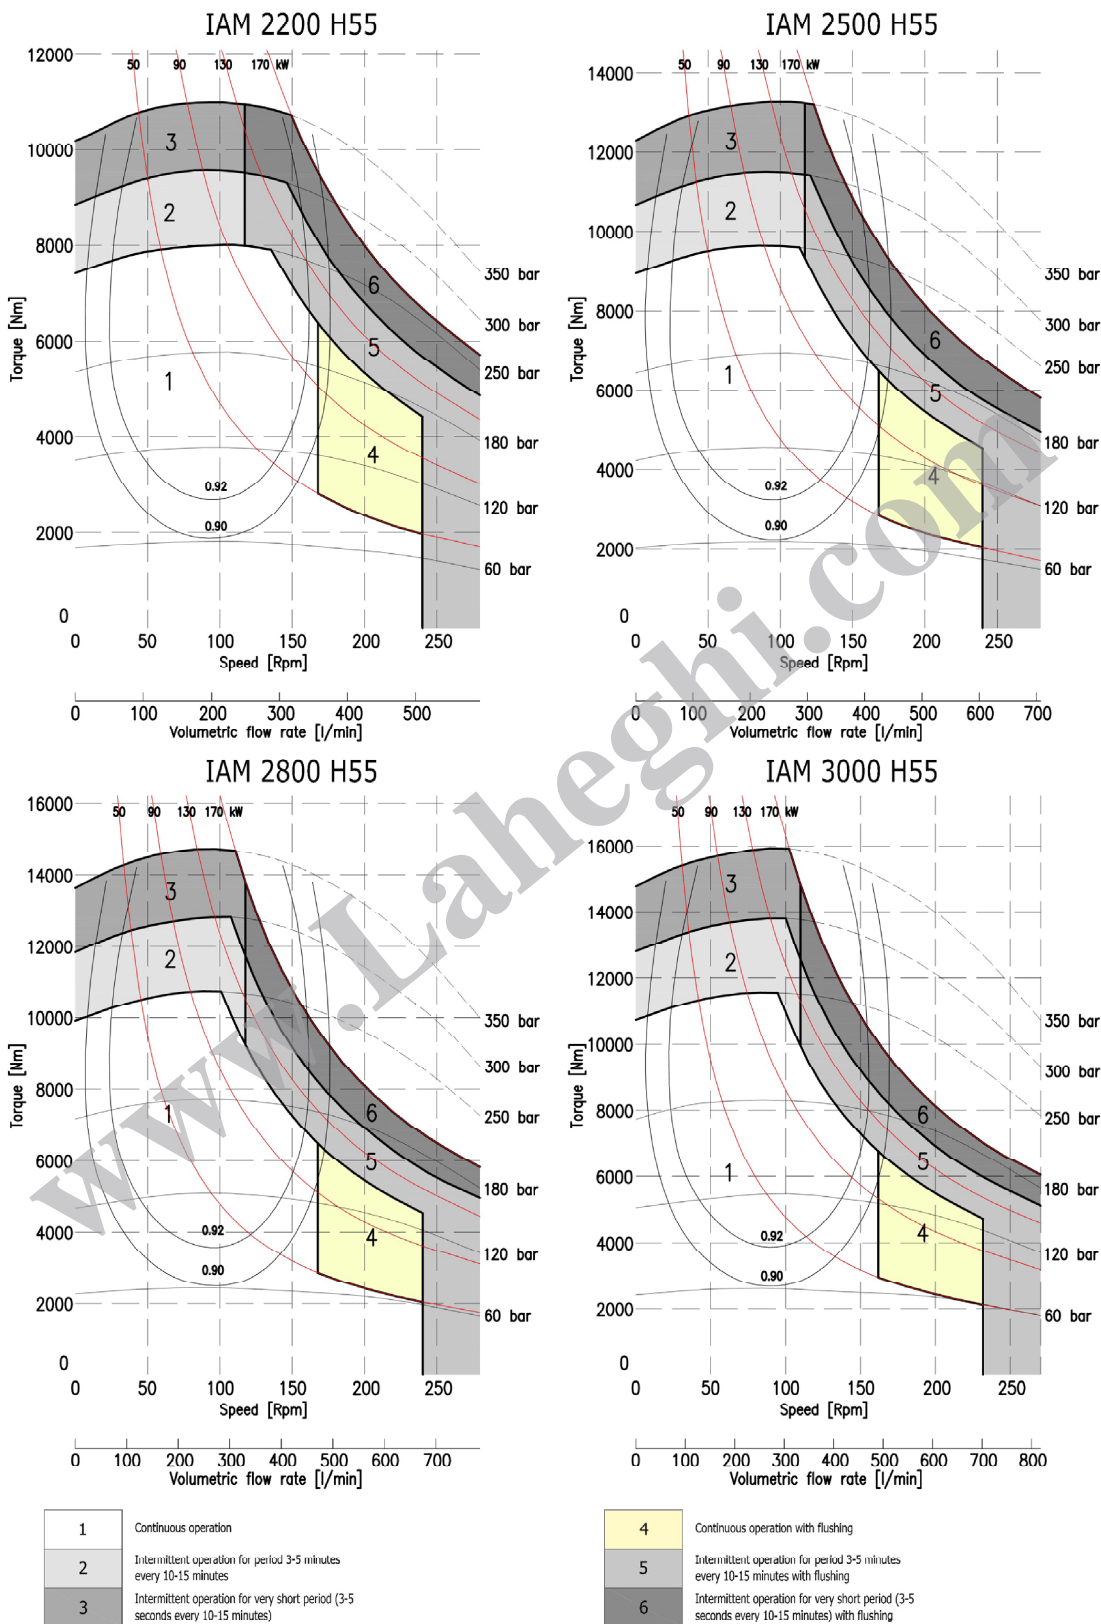 IAM 2200 H55
12000
50 90 130 170 kW
10000
8000
6000
4000
2000
0
Torque [Nm]
3
2
1
6
5
4
0.92
0.90
350 bar
300 bar
250 bar
180 bar
120 bar
60 bar
0 50 100 150 200 250
Speed [Rpm]
0 100 200 300 400 500
Volumetric flow rate [l/min]
IAM 2500 H55
14000
50 90 130 170 kW
12000
10000
8000
6000
4000
2000
0
Torque [Nm]
3
2
1
6
5
4
0.92
0.90
350 bar
300 bar
250 bar
180 bar
120 bar
60 bar
0 50 100 150 200 250
Speed [Rpm]
0 100 200 300 400 500 600 700
Volumetric flow rate [l/min]
IAM 2800 H55
16000
50 90 130 170 kW
14000
12000
10000
8000
6000
4000
2000
0
Torque [Nm]
3
2
1
6
5
4
0.92
0.90
350 bar
300 bar
250 bar
180 bar
120 bar
60 bar
0 50 100 150 200 250
Speed [Rpm]
0 100 200 300 400 500 600 700
Volumetric flow rate [l/min]
IAM 3000 H55
50 90 130 170 kW
16000
14000
12000
10000
8000
6000
4000
2000
0
Torque [Nm]
3
2
1
6
5
4
0.92
0.90
350 bar
300 bar
250 bar
180 bar
120 bar
60 bar
0 50 100 150 200 250
Speed [Rpm]
0 100 200 300 400 500 600 700 800
Volumetric flow rate [l/min]
www.Laheghi.com
1 Continuous operation
2 Intermittent operation for period 3-5 minutes
every 10-15 minutes
3 Intermittent operation for very short period (3-5
seconds every 10-15 minutes)
4 Continuous operation with flushing
5 Intermittent operation for period 3-5 minutes
every 10-15 minutes with flushing
6 Intermittent operation for very short period (3-5
seconds every 10-15 minutes) with flushing